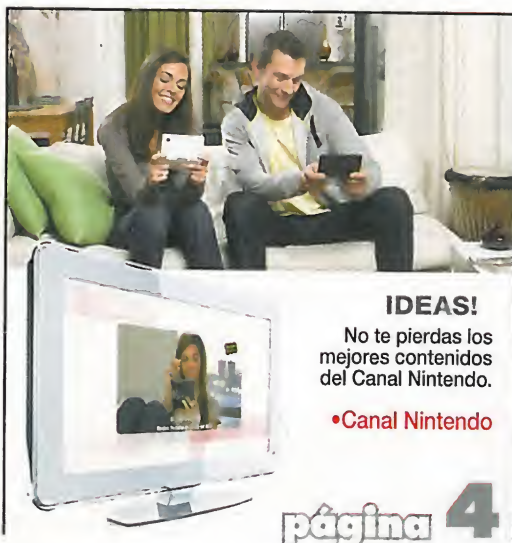 IDEAS!
No te pierdas los
mejores contenidos
del Canal Nintendo.
•Canal Nintendo
página 4